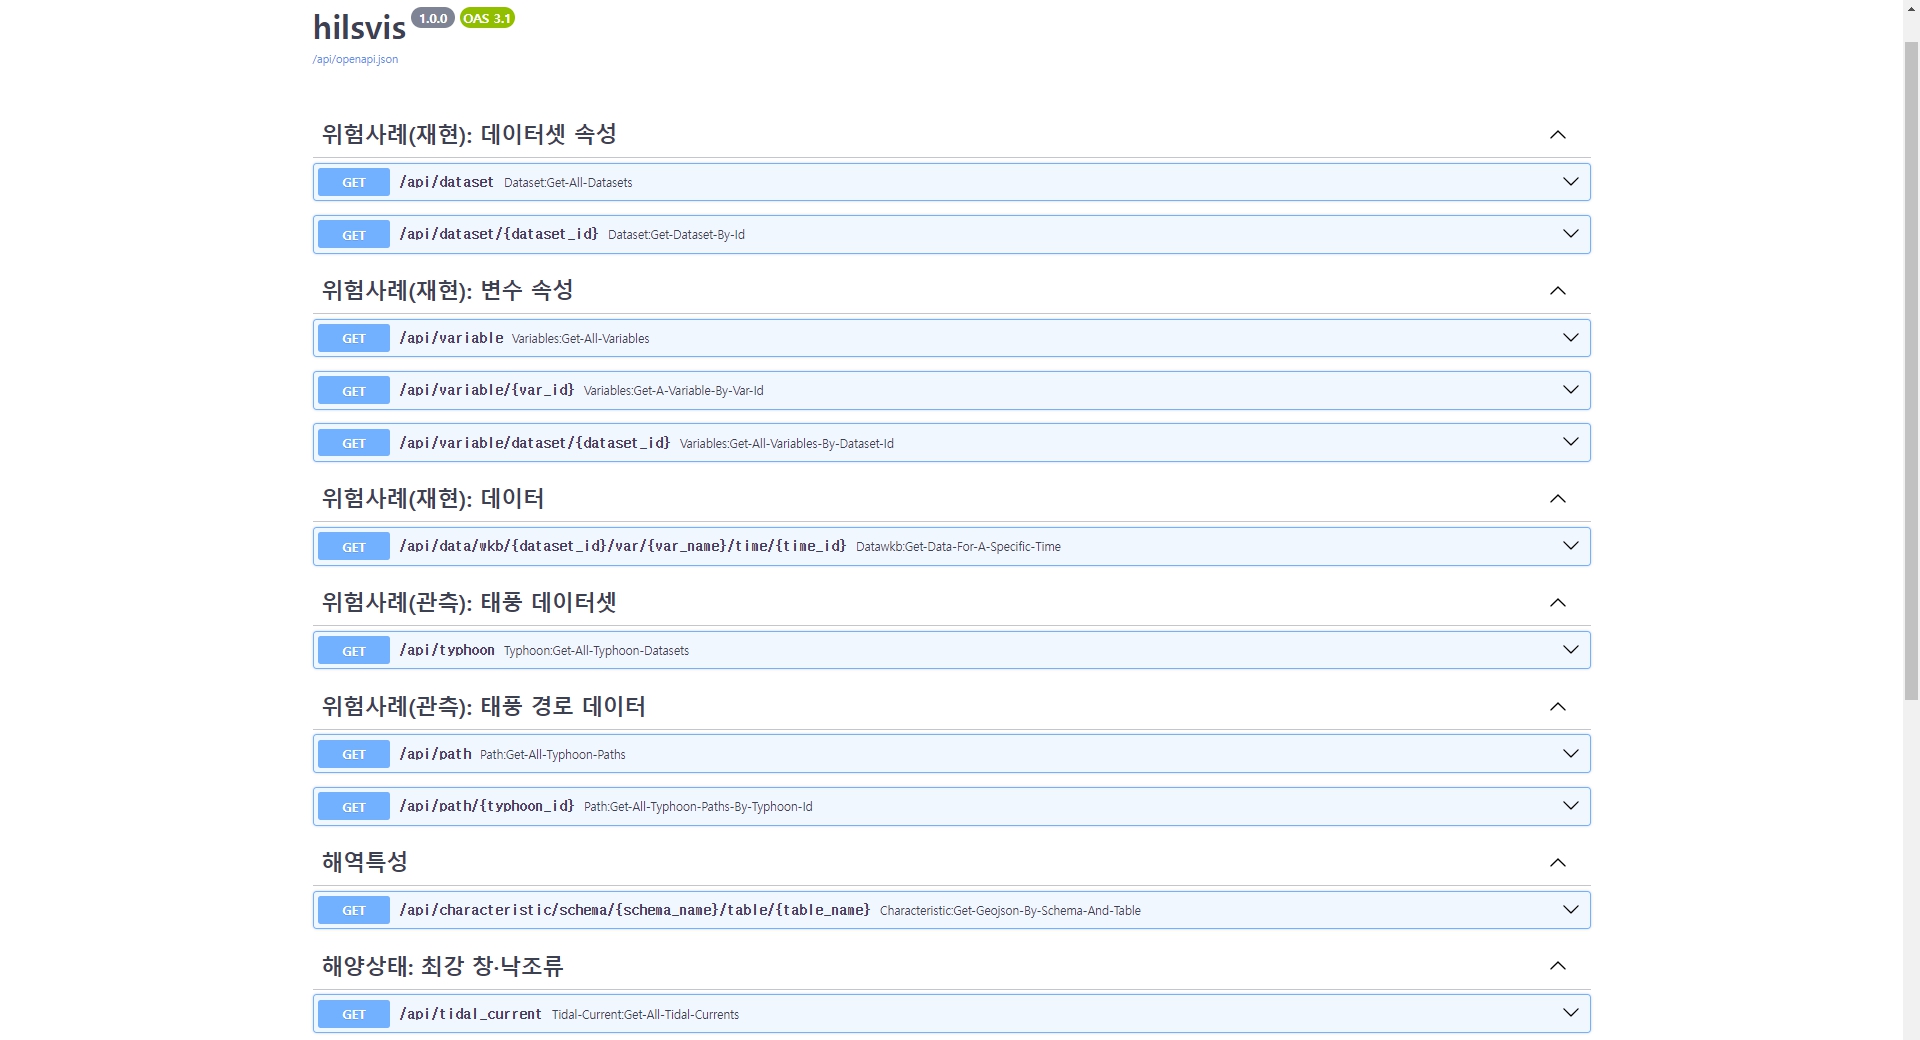 hilsvis 1.0.0 OAS 3.1
/api/openapi.json
위험사례(재현): 데이터셋 속성
GET /api/dataset Dataset:Get-All-Datasets
GET /api/dataset/{dataset_id} Dataset:Get-Dataset-By-Id
위험사례(재현): 변수 속성
GET /api/variable Variables:Get-All-Variables
GET /api/variable/{var_id} Variables:Get-A-Variable-By-Var-Id
GET /api/variable/dataset/{dataset_id} Variables:Get-All-Variables-By-Dataset-Id
위험사례(재현): 데이터
GET /api/data/wkb/{dataset_id}/var/{var_name}/time/{time_id} Datawkb:Get-Data-For-A-Specific-Time
위험사례(관측): 태풍 데이터셋
GET /api/typhoon Typhoon:Get-All-Typhoon-Datasets
위험사례(관측): 태풍 경로 데이터
GET /api/path Path:Get-All-Typhoon-Paths
GET /api/path/{typhoon_id} Path:Get-All-Typhoon-Paths-By-Typhoon-Id
해역특성
GET /api/characteristic/schema/{schema_name}/table/{table_name} Characteristic:Get-Geojson-By-Schema-And-Table
해양상태: 최강 창·낙조류
GET /api/tidal_current Tidal-Current:Get-All-Tidal-Currents